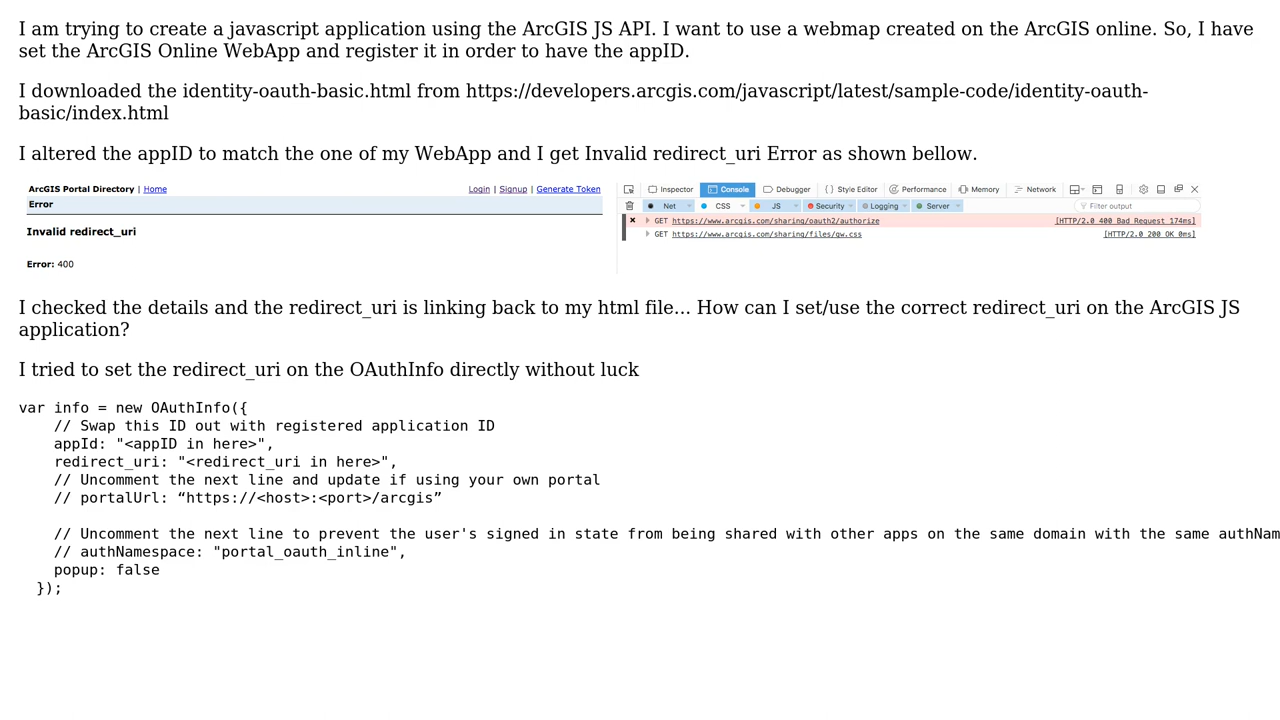 I am trying to create a javascript application using the ArcGIS JS API. I want to use a webmap created on the ArcGIS online. So, I have
set the ArcGIS Online WebApp and register it in order to have the appID.
I downloaded the identity-oauth-basic.html from https://developers.arcgis.com/javascript/latest/sample-code/identity-oauth-
basic/index.html
I altered the appID to match the one of my WebApp and I get Invalid redirect_uri Error as shown bellow.
ArcGIS Portal Directory | Home
Login | Signup | Generate Token
Error
Invalid redirect_uri
Error: 400
Inspector Console Debugger Style Editor Performance Memory Network
Net CSS JS Security Logging Server Filter output
GET https://www.arcgis.com/sharing/oauth2/authorize [HTTP/2.0 400 Bad Request 174ms]
GET https://www.arcgis.com/sharing/files/gw.css [HTTP/2.0 200 OK 0ms]
I checked the details and the redirect_uri is linking back to my html file... How can I set/use the correct redirect_uri on the ArcGIS JS
application?
I tried to set the redirect_uri on the OAuthInfo directly without luck
var info = new OAuthInfo({
    // Swap this ID out with registered application ID
    appId: "<appID in here>",
    redirect_uri: "<redirect_uri in here>",
    // Uncomment the next line and update if using your own portal
    // portalUrl: “https://<host>:<port>/arcgis”
    // Uncomment the next line to prevent the user's signed in state from being shared with other apps on the same domain with the same authNam
    // authNamespace: "portal_oauth_inline",
    popup: false
  });